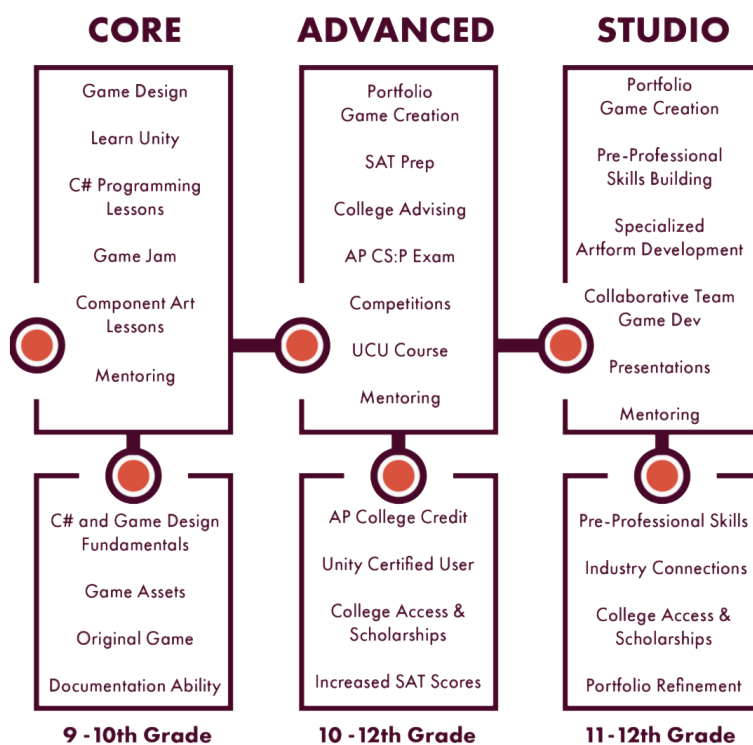 CORE
Game Design
Learn Unity
C# Programming
Lessons
Game Jam
Component Art
Lessons
Mentoring
C# and Game Design
Fundamentals
Game Assets
Original Game
Documentation Ability
9 -10th Grade
ADVANCED
Portfolio
Game Creation
SAT Prep
College Advising
AP CS:P Exam
Competitions
UCU Course
Mentoring
AP College Credit
Unity Certified User
College Access &
Scholarships
Increased SAT Scores
10 -12th Grade
STUDIO
Portfolio
Game Creation
Pre-Professional
Skills Building
Specialized
Artform Development
Collaborative Team
Game Dev
Presentations
Mentoring
Pre-Professional Skills
Industry Connections
College Access &
Scholarships
Portfolio Refinement
11-12th Grade